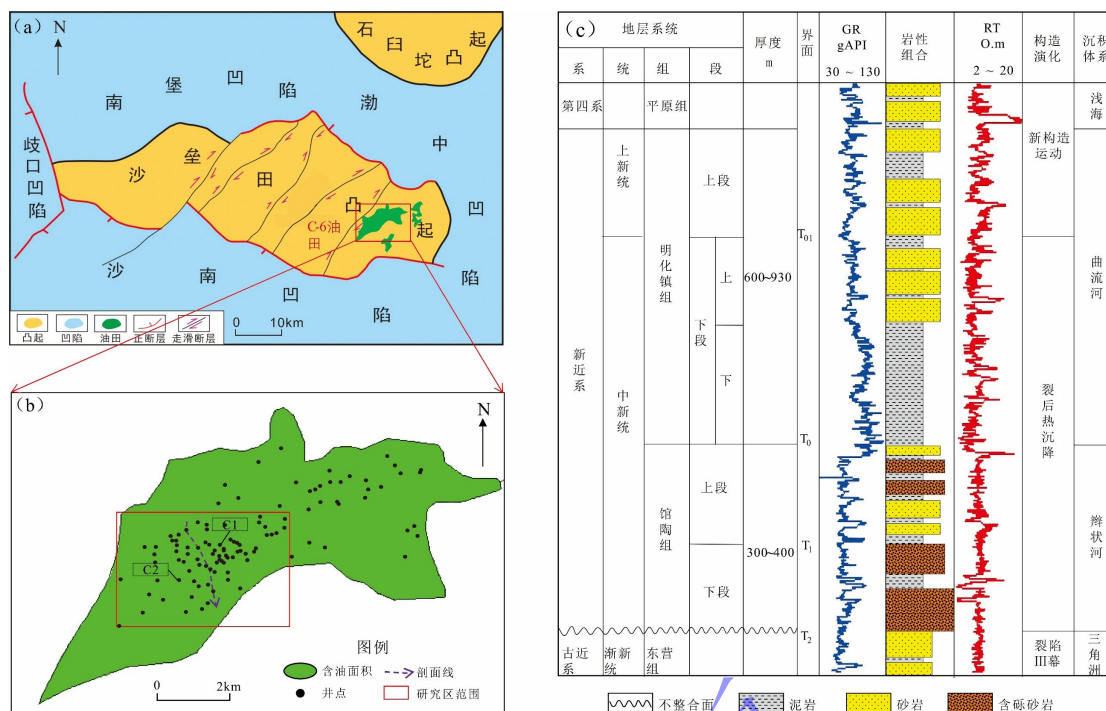 (a)
N
石臼坨凸起
南堡凹陷
渤中凹陷
歧口凹陷
沙垒田凸起
C-6油田
沙南凹陷
0 10km
凸起 凹陷 油田 正断层 走滑断层
(b)
N
C1
C2
图例
含油面积 剖面线
井点 研究区范围
0 2km
(c)
地层系统 厚度 m 界面 GR gAPI 30 ~ 130 岩性组合 RT O.m 2 ~ 20 构造演化 沉积体系
系 统 组 段
第四系 平原组 浅海
新构造运动
上新统 上段
T01
明化镇组 600~930 曲流河
上
下段
新近系
下
中新统 裂后热沉降
T0
上段
馆陶组 辫状河
T1
300~400
下段
T2
古近系 渐新统 东营组 裂陷Ⅲ幕 三角洲
不整合面 泥岩 砂岩 含砾砂岩